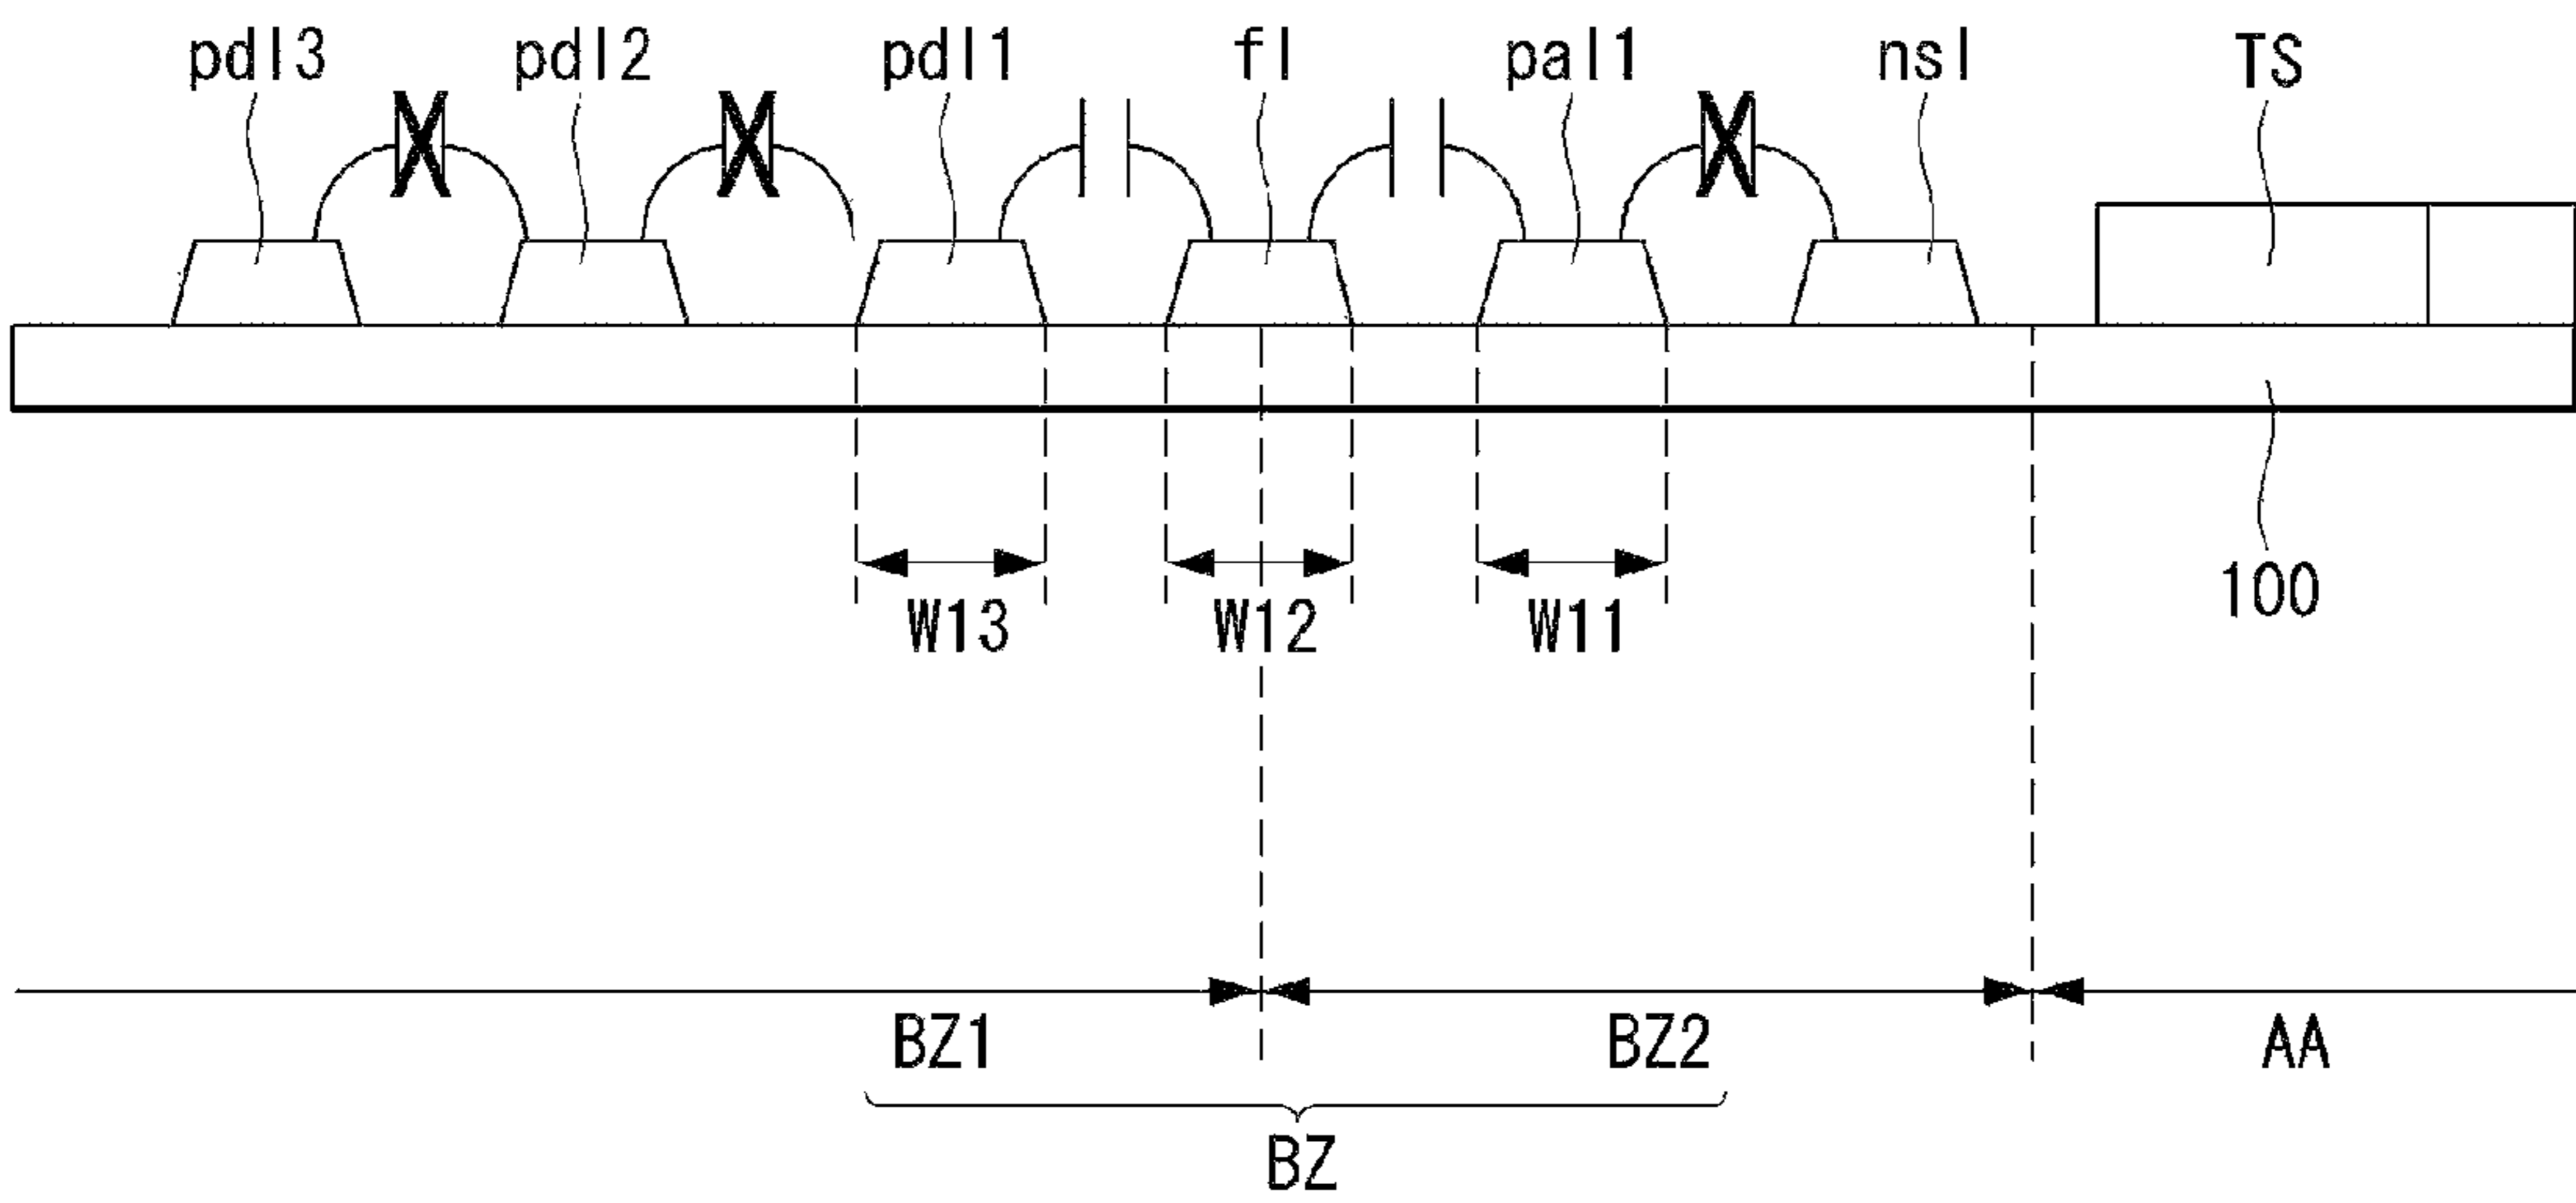 pdl3 pdl2 pdl1 fl pal1 nsl TS
100
W13 W12 W11
BZ1 BZ2 AA
BZ